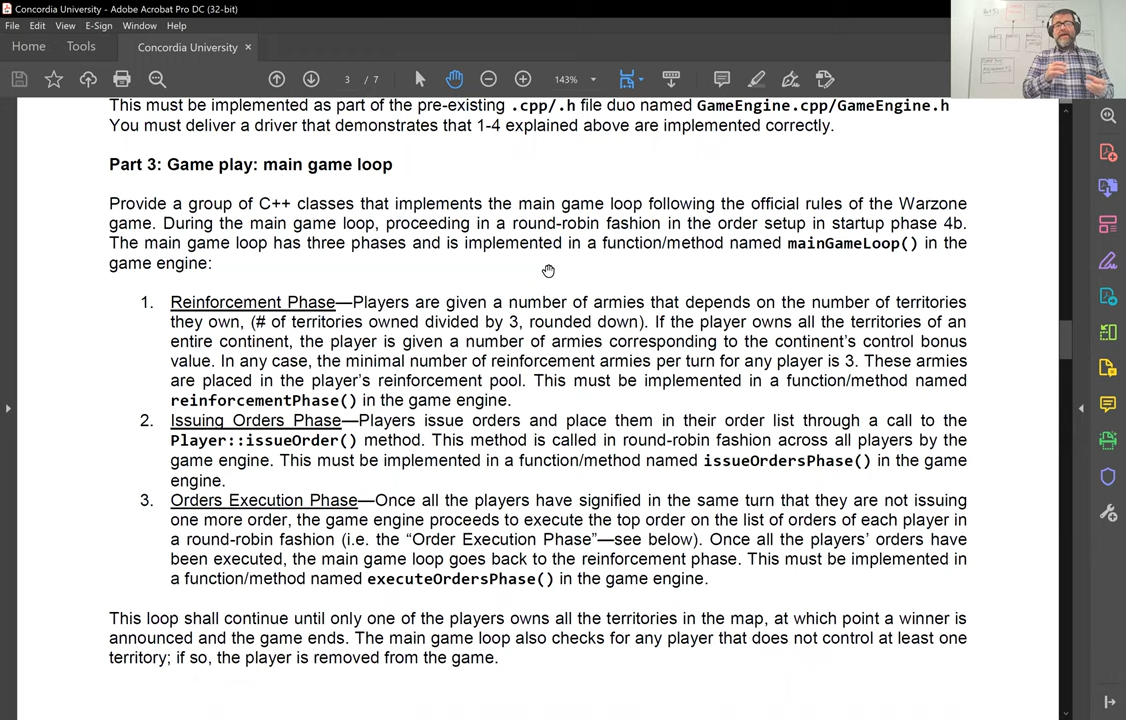 Concordia University - Adobe Acrobat Pro DC (32-bit)
File Edit View E-Sign Window Help
Home Tools Concordia University ×
3 / 7 143%
This must be implemented as part of the pre-existing .cpp/.h file duo named GameEngine.cpp/GameEngine.h
You must deliver a driver that demonstrates that 1-4 explained above are implemented correctly.
Part 3: Game play: main game loop
Provide a group of C++ classes that implements the main game loop following the official rules of the Warzone
game. During the main game loop, proceeding in a round-robin fashion in the order setup in startup phase 4b.
The main game loop has three phases and is implemented in a function/method named mainGameLoop() in the
game engine:
1. Reinforcement Phase—Players are given a number of armies that depends on the number of territories
they own, (# of territories owned divided by 3, rounded down). If the player owns all the territories of an
entire continent, the player is given a number of armies corresponding to the continent's control bonus
value. In any case, the minimal number of reinforcement armies per turn for any player is 3. These armies
are placed in the player's reinforcement pool. This must be implemented in a function/method named
reinforcementPhase() in the game engine.
2. Issuing Orders Phase—Players issue orders and place them in their order list through a call to the
Player::issueOrder() method. This method is called in round-robin fashion across all players by the
game engine. This must be implemented in a function/method named issueOrdersPhase() in the game
engine.
3. Orders Execution Phase—Once all the players have signified in the same turn that they are not issuing
one more order, the game engine proceeds to execute the top order on the list of orders of each player in
a round-robin fashion (i.e. the “Order Execution Phase”—see below). Once all the players' orders have
been executed, the main game loop goes back to the reinforcement phase. This must be implemented in
a function/method named executeOrdersPhase() in the game engine.
This loop shall continue until only one of the players owns all the territories in the map, at which point a winner is
announced and the game ends. The main game loop also checks for any player that does not control at least one
territory; if so, the player is removed from the game.